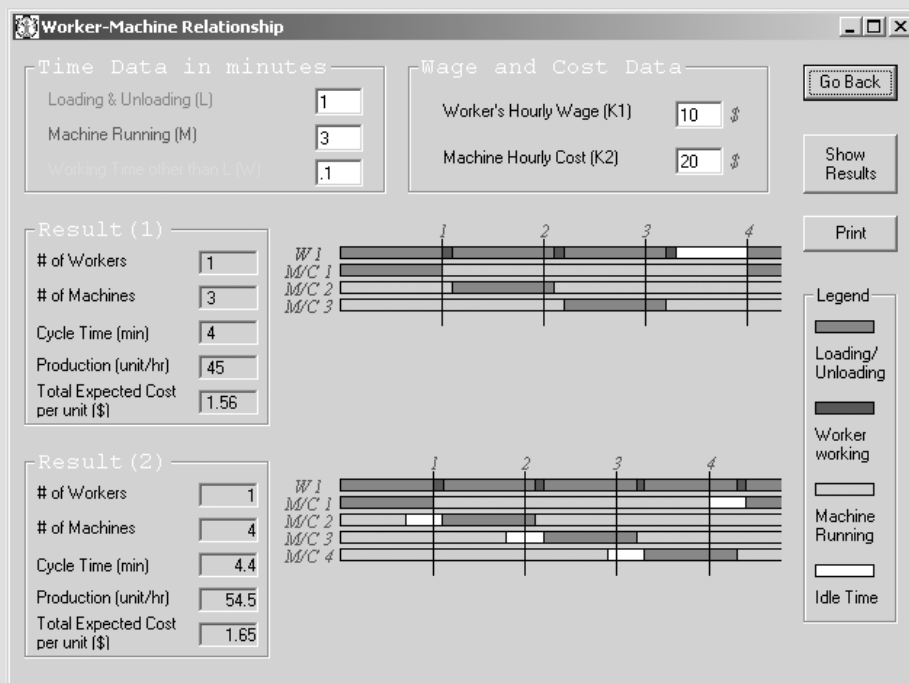 Worker-Machine Relationship
Time Data in minutes
Loading & Unloading (L) 1
Machine Running (M) 3
Working Time other than L (W) .1
Wage and Cost Data
Worker's Hourly Wage (K1) 10 $
Machine Hourly Cost (K2) 20 $
Go Back
Show
Results
Print
Result (1)
# of Workers 1
# of Machines 3
Cycle Time (min) 4
Production (unit/hr) 45
Total Expected Cost
per unit ($) 1.56
1 2 3 4
W 1
M/C 1
M/C 2
M/C 3
Legend
Loading/
Unloading
Worker
working
Machine
Running
Idle Time
Result (2)
# of Workers 1
# of Machines 4
Cycle Time (min) 4.4
Production (unit/hr) 54.5
Total Expected Cost
per unit ($) 1.65
1 2 3 4
W 1
M/C 1
M/C 2
M/C 3
M/C 4